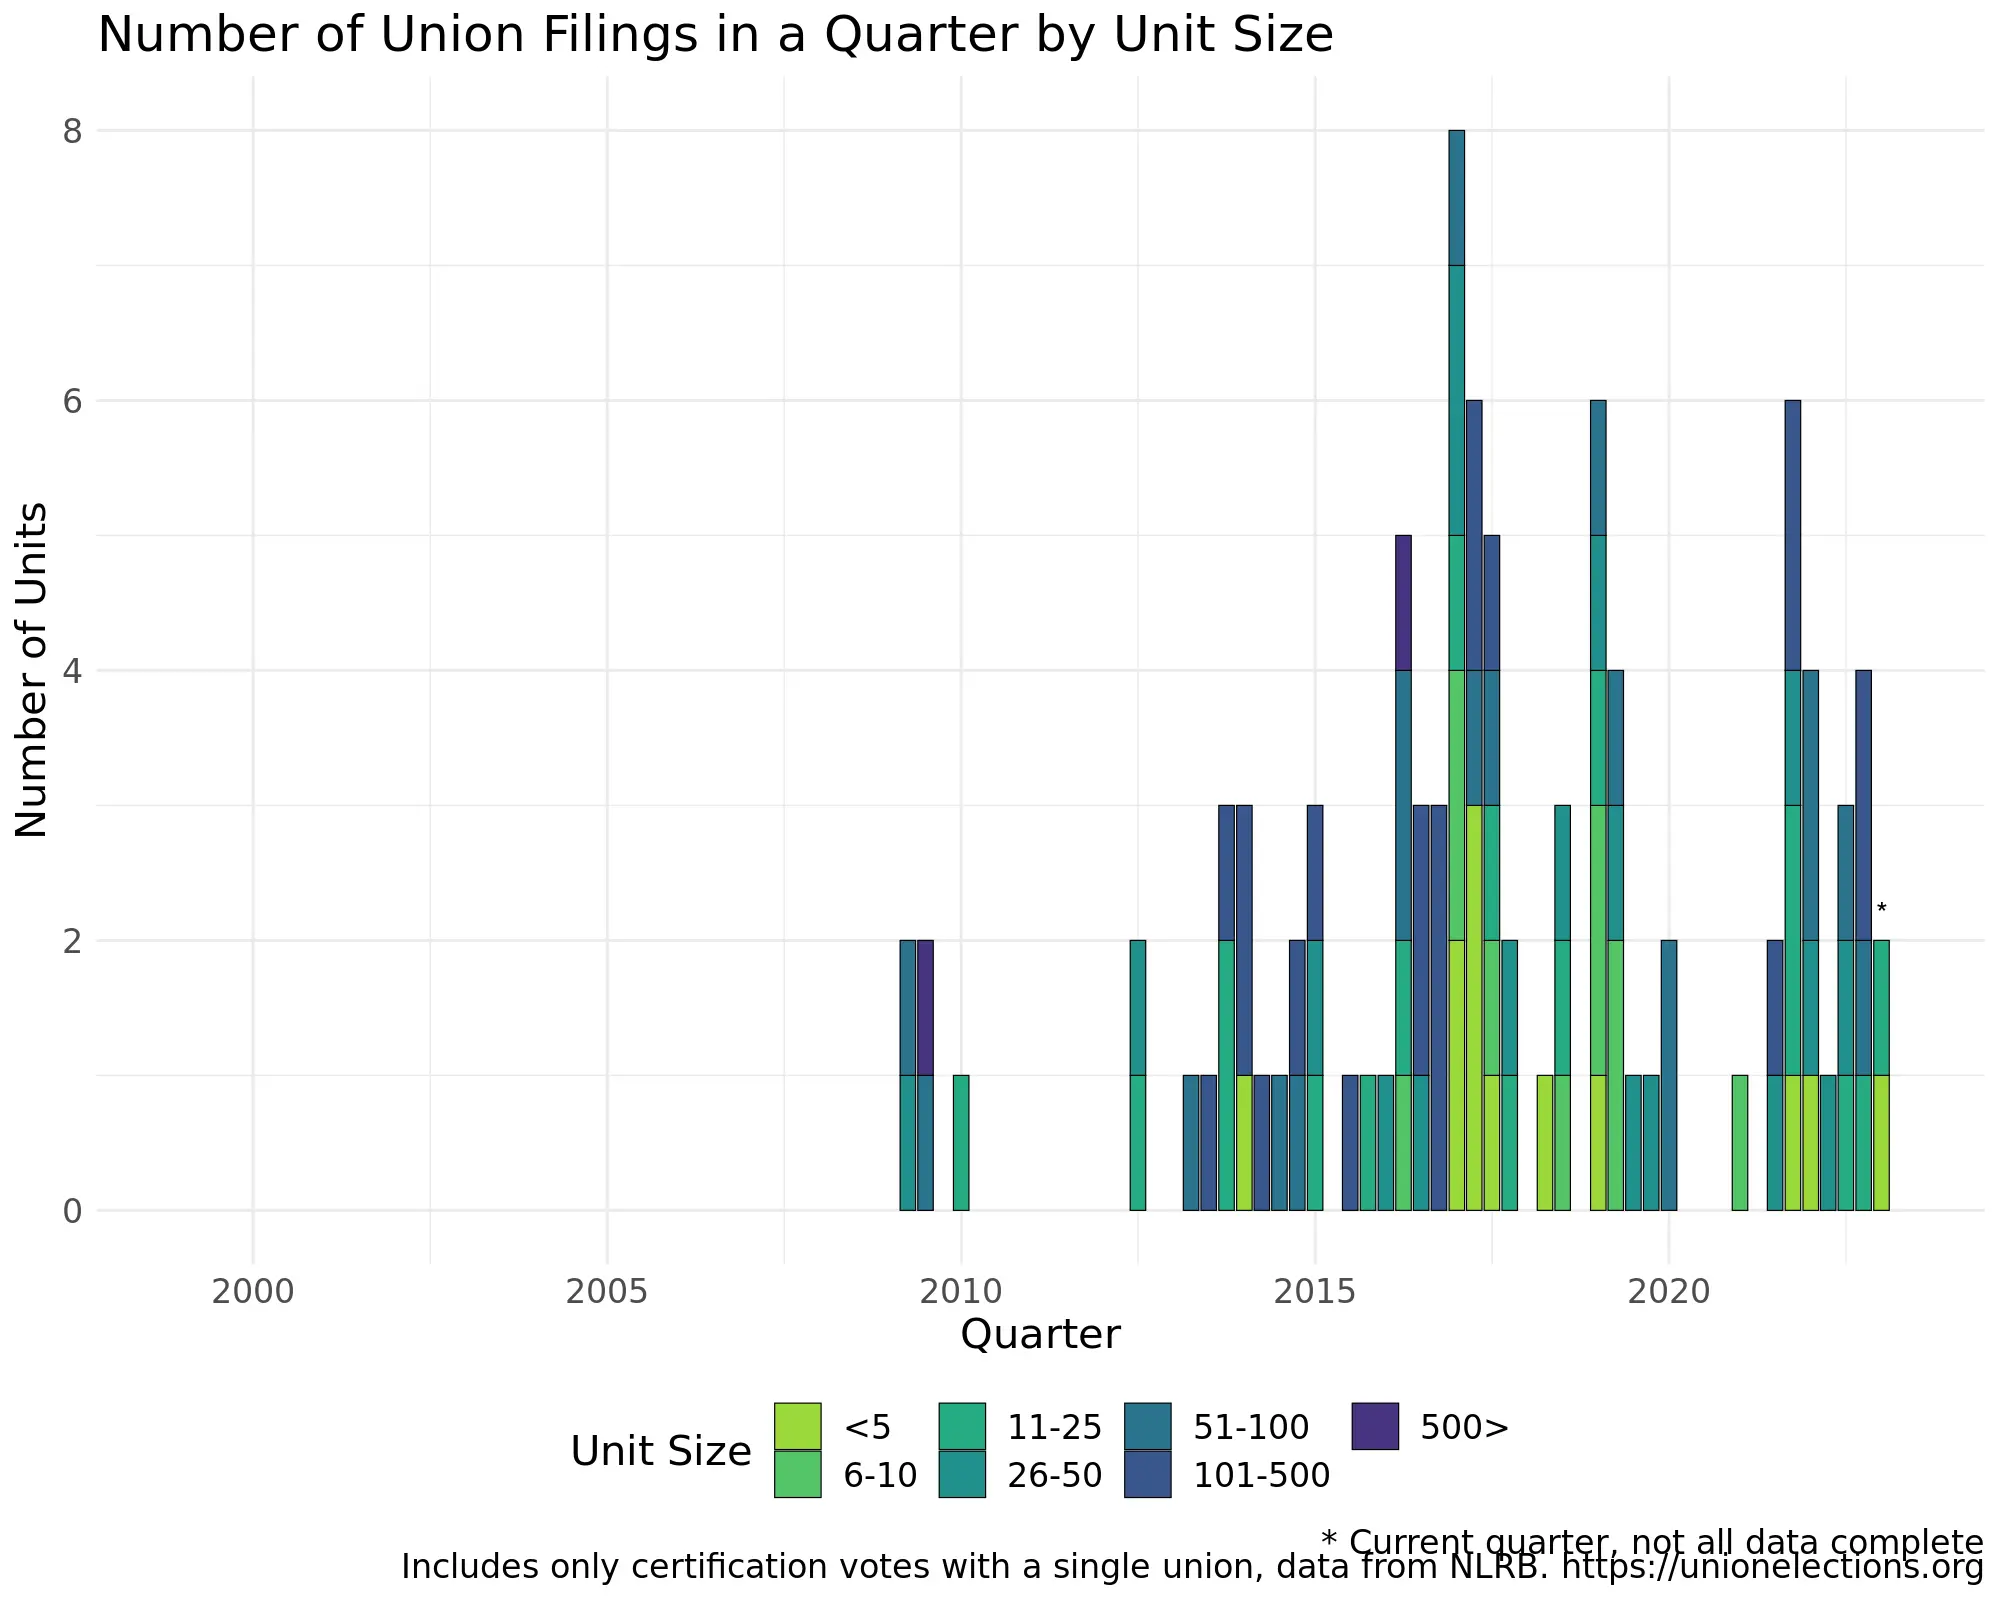 Number of Union Filings in a Quarter by Unit Size
Number of Units
8
6
4
2
0
*
2000 2005 2010 2015 2020
Quarter
Unit Size
<5 11-25 51-100 500>
6-10 26-50 101-500
* Current quarter, not all data complete
Includes only certification votes with a single union, data from NLRB. https://unionelections.org